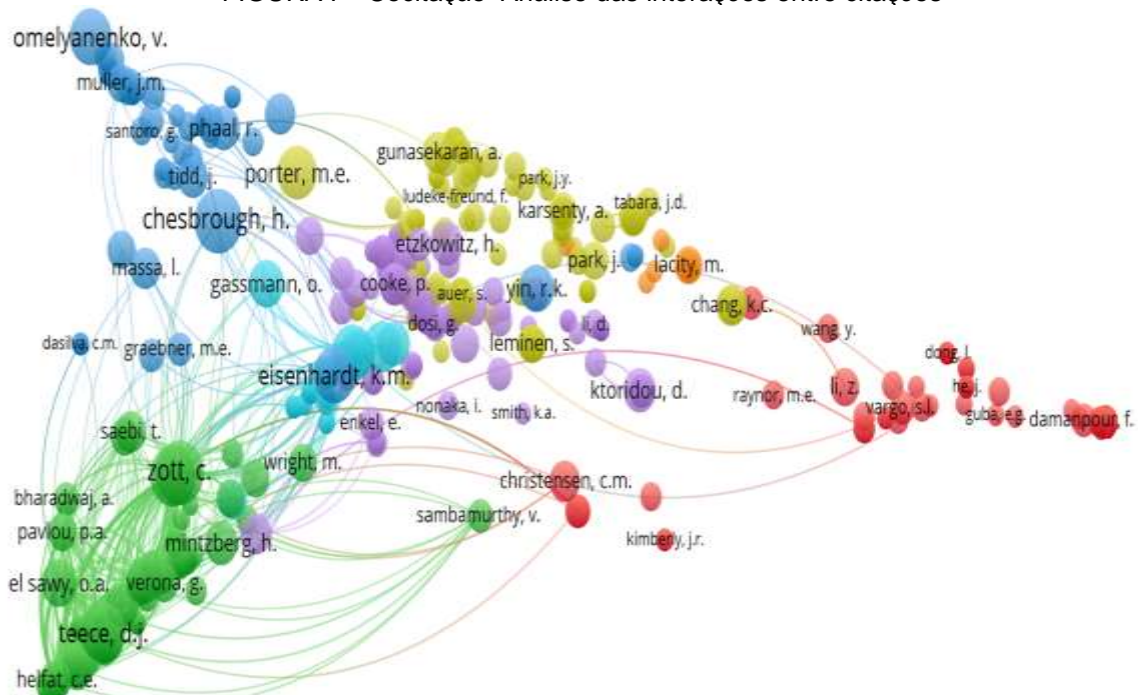 omelyanenko, v.
muller, j.m.
santoro, g.
phaal, r.
gunasekaran, a.
tidd, j.
porter, m.e.
park, j.y.
ludeke-freund, f.
karsenty, a.
tabara, j.d.
chesbrough, h.
etzkowitz, h.
massa, l.
park, j.
lacity, m.
gassmann, o.
cooke, p.
auer, s.
yin, r.k.
chang, k.c.
dosi, g.
li, d.
wang, y.
dasilva, c.m.
graebner, m.e.
leminen, s.
dong, l.
eisenhardt, k.m.
ktoridou, d.
raynor, m.e.
li, z.
he, j.
nonaka, i.
smith, k.a.
vargo, s.l.
guba, e.g.
damanpour, f.
saebi, t.
enkel, e.
zott, c.
wright, m.
christensen, c.m.
bharadwaj, a.
sambamurthy, v.
pavlou, p.a.
mintzberg, h.
kimberly, j.r.
el sawy, o.a.
verona, g.
teece, d.j.
helfat, c.e.